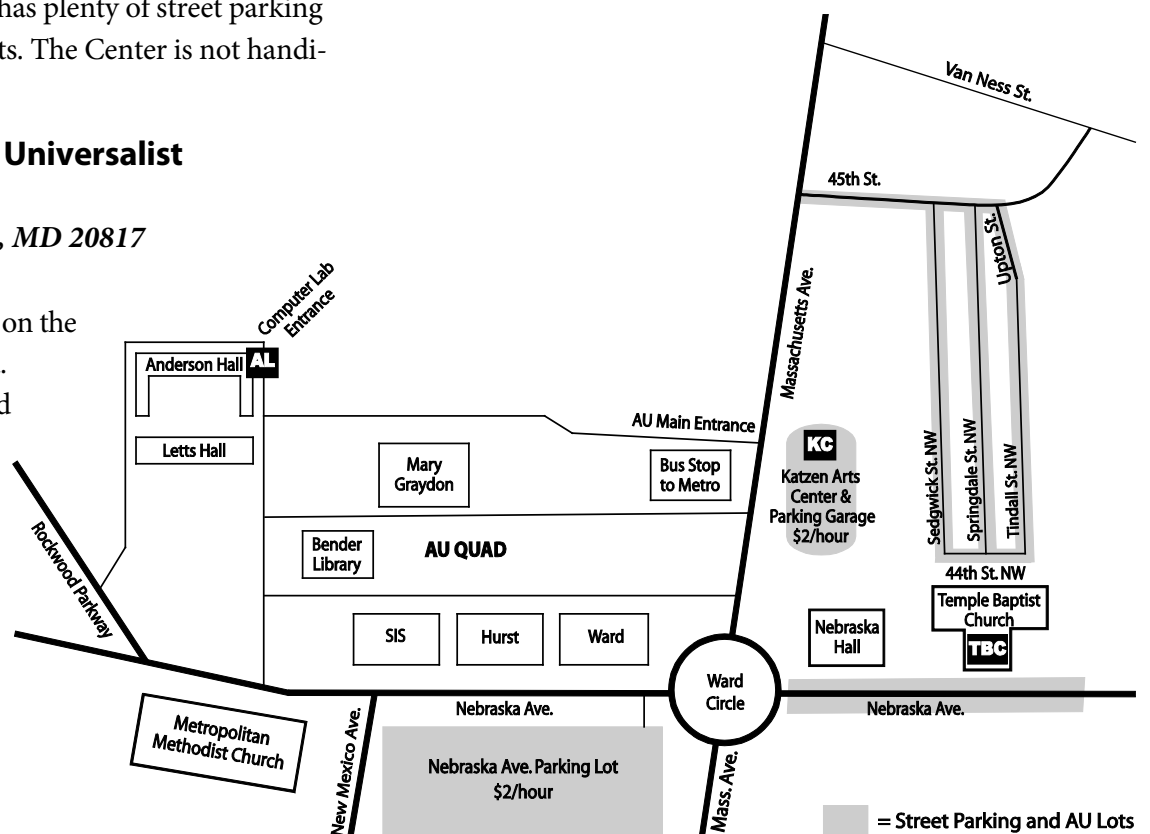 has plenty of street parking
ts. The Center is not handi-
Universalist
, MD 20817
on the
.
d
Van Ness St.
45th St.
Upton St.
Computer Lab
Entrance
Massachusetts Ave.
Anderson Hall
AL
AU Main Entrance
Letts Hall
Mary
Graydon
Bus Stop
to Metro
KC
Katzen Arts
Center &
Parking Garage
$2/hour
Sedgwick St. NW
Springdale St. NW
Tindall St. NW
Rockwood Parkway
Bender
Library
AU QUAD
44th St. NW
Temple Baptist
Church
TBC
SIS
Hurst
Ward
Nebraska
Hall
Ward
Circle
Metropolitan
Methodist Church
New Mexico Ave.
Nebraska Ave.
Nebraska Ave.
Nebraska Ave. Parking Lot
$2/hour
Mass. Ave.
= Street Parking and AU Lots